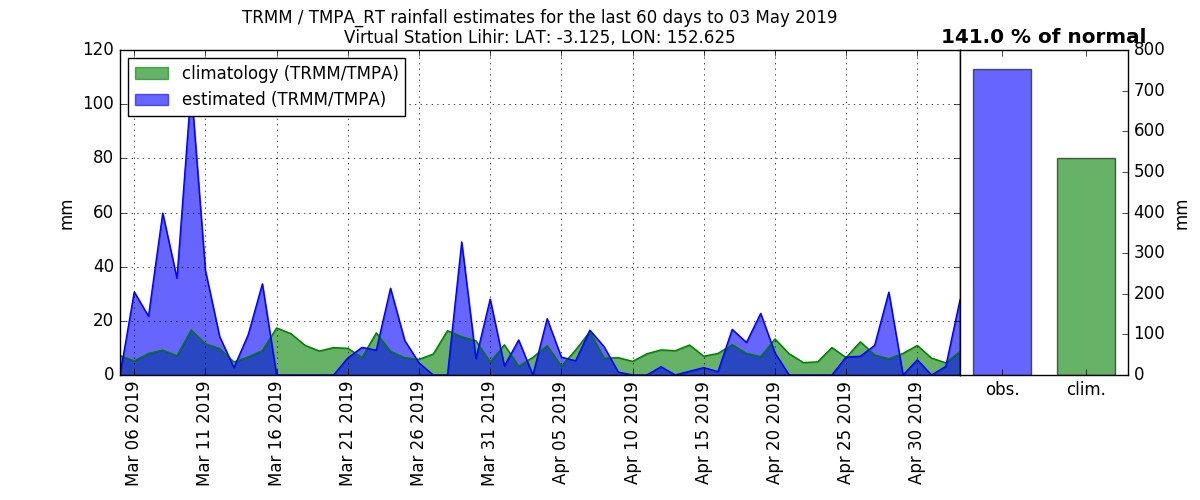 TRMM / TMPA_RT rainfall estimates for the last 60 days to 03 May 2019
Virtual Station Lihir: LAT: -3.125, LON: 152.625
141.0 % of normal
climatology (TRMM/TMPA)
estimated (TRMM/TMPA)
mm
120
100
80
60
40
20
0
Mar 06 2019
Mar 11 2019
Mar 16 2019
Mar 21 2019
Mar 26 2019
Mar 31 2019
Apr 05 2019
Apr 10 2019
Apr 15 2019
Apr 20 2019
Apr 25 2019
Apr 30 2019
obs.
clim.
800
700
600
500
400
300
200
100
0
mm